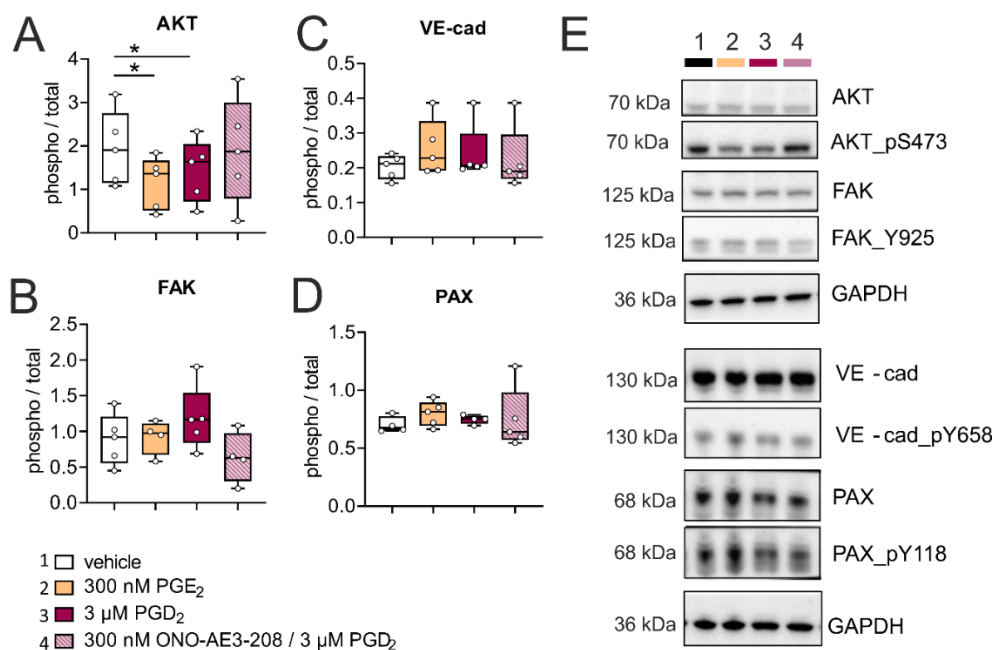 A
AKT
phospho / total
4
3
2
1
0
*
*
B
FAK
phospho / total
2.0
1.5
1.0
0.5
0.0
C
VE-cad
phospho / total
0.5
0.4
0.3
0.2
0.1
0.0
D
PAX
phospho / total
1.5
1.0
0.5
0.0
1 vehicle
2 300 nM PGE₂
3 3 µM PGD₂
4 300 nM ONO-AE3-208 / 3 µM PGD₂
E
1 2 3 4
70 kDa AKT
70 kDa AKT_pS473
125 kDa FAK
125 kDa FAK_Y925
36 kDa GAPDH
130 kDa VE - cad
130 kDa VE - cad_pY658
68 kDa PAX
68 kDa PAX_pY118
36 kDa GAPDH